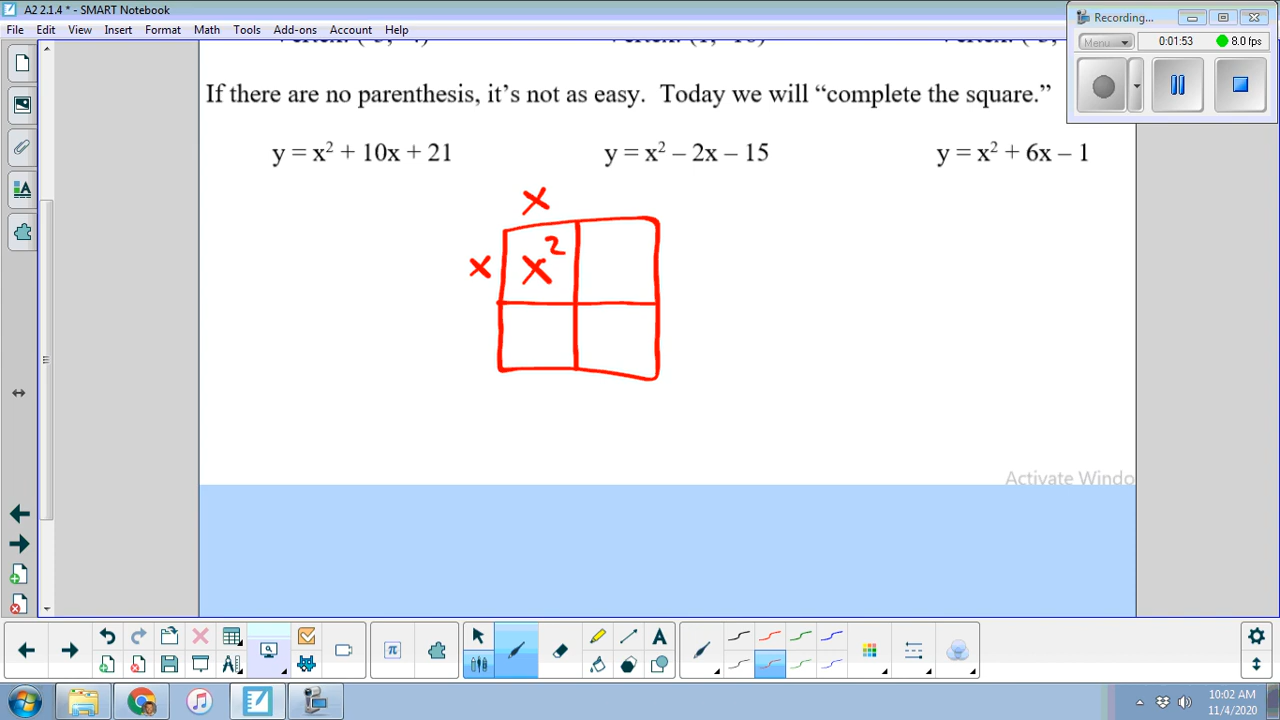 A2 2.1.4 * - SMART Notebook
Recording...
File Edit View Insert Format Math Tools Add-ons Account Help
Menu 0:01:53 8.0 fps
If there are no parenthesis, it's not as easy. Today we will “complete the square.”
y = x² + 10x + 21 y = x² – 2x – 15 y = x² + 6x – 1
x
x x²
Activate Windo
10:02 AM
11/4/2020